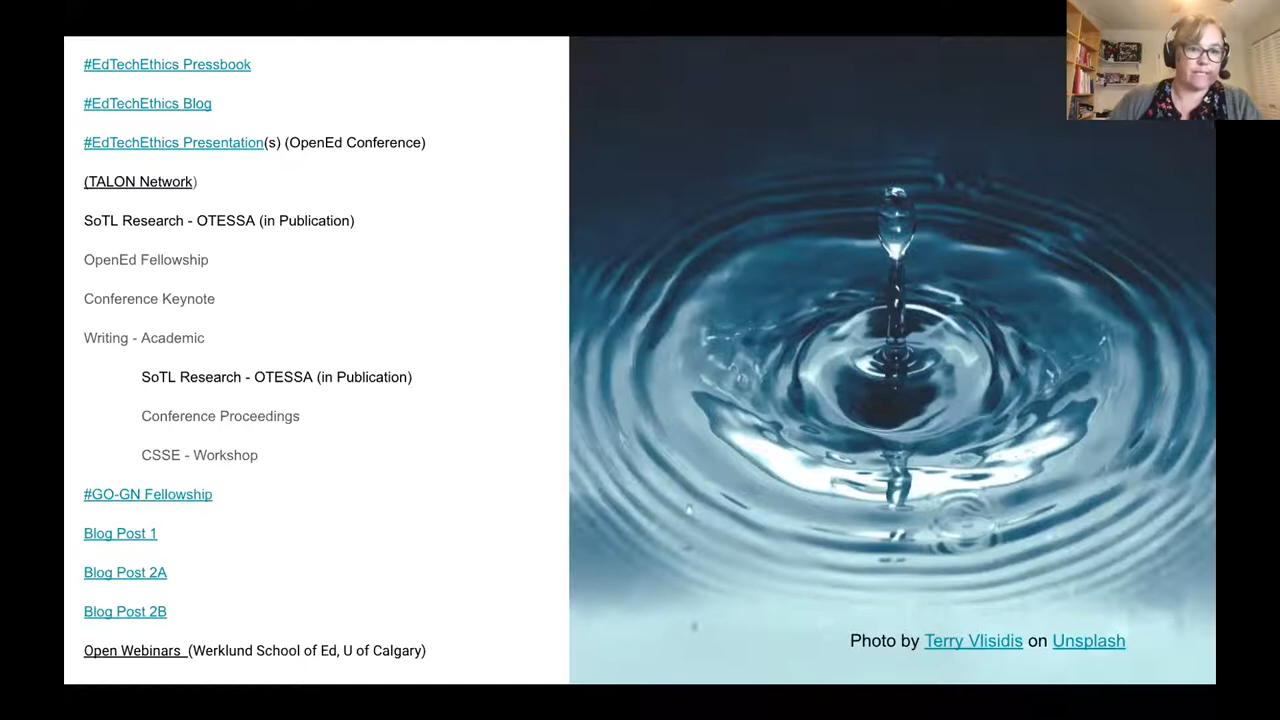 #EdTechEthics Pressbook
#EdTechEthics Blog
#EdTechEthics Presentation(s) (OpenEd Conference)
(TALON Network)
SoTL Research - OTESSA (in Publication)
OpenEd Fellowship
Conference Keynote
Writing - Academic
SoTL Research - OTESSA (in Publication)
Conference Proceedings
CSSE - Workshop
#GO-GN Fellowship
Blog Post 1
Blog Post 2A
Blog Post 2B
Open Webinars (Werklund School of Ed, U of Calgary)
Photo by Terry Vlisidis on Unsplash